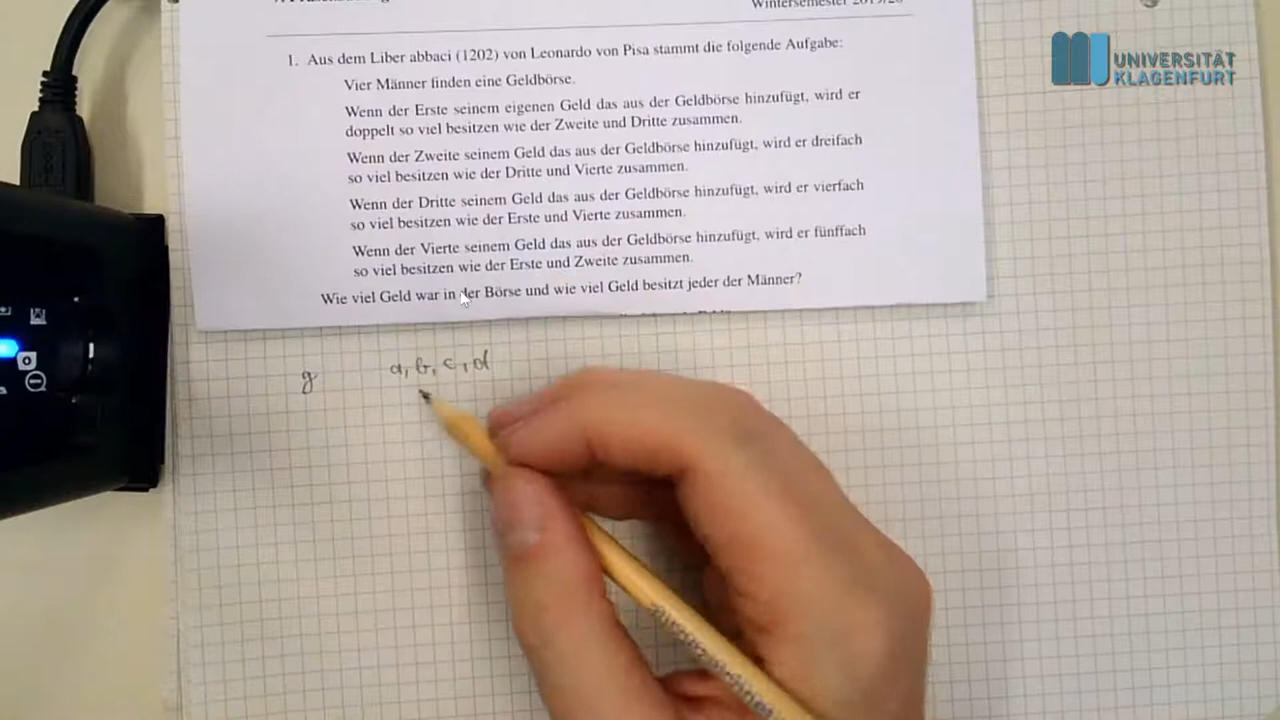 Wintersemester 2019/20
UNIVERSITÄT
KLAGENFURT
1. Aus dem Liber abbaci (1202) von Leonardo von Pisa stammt die folgende Aufgabe:
Vier Männer finden eine Geldbörse.
Wenn der Erste seinem eigenen Geld das aus der Geldbörse hinzufügt, wird er
doppelt so viel besitzen wie der Zweite und Dritte zusammen.
Wenn der Zweite seinem Geld das aus der Geldbörse hinzufügt, wird er dreifach
so viel besitzen wie der Dritte und Vierte zusammen.
Wenn der Dritte seinem Geld das aus der Geldbörse hinzufügt, wird er vierfach
so viel besitzen wie der Erste und Vierte zusammen.
Wenn der Vierte seinem Geld das aus der Geldbörse hinzufügt, wird er fünffach
so viel besitzen wie der Erste und Zweite zusammen.
Wie viel Geld war in der Börse und wie viel Geld besitzt jeder der Männer?
g a, b, c, d